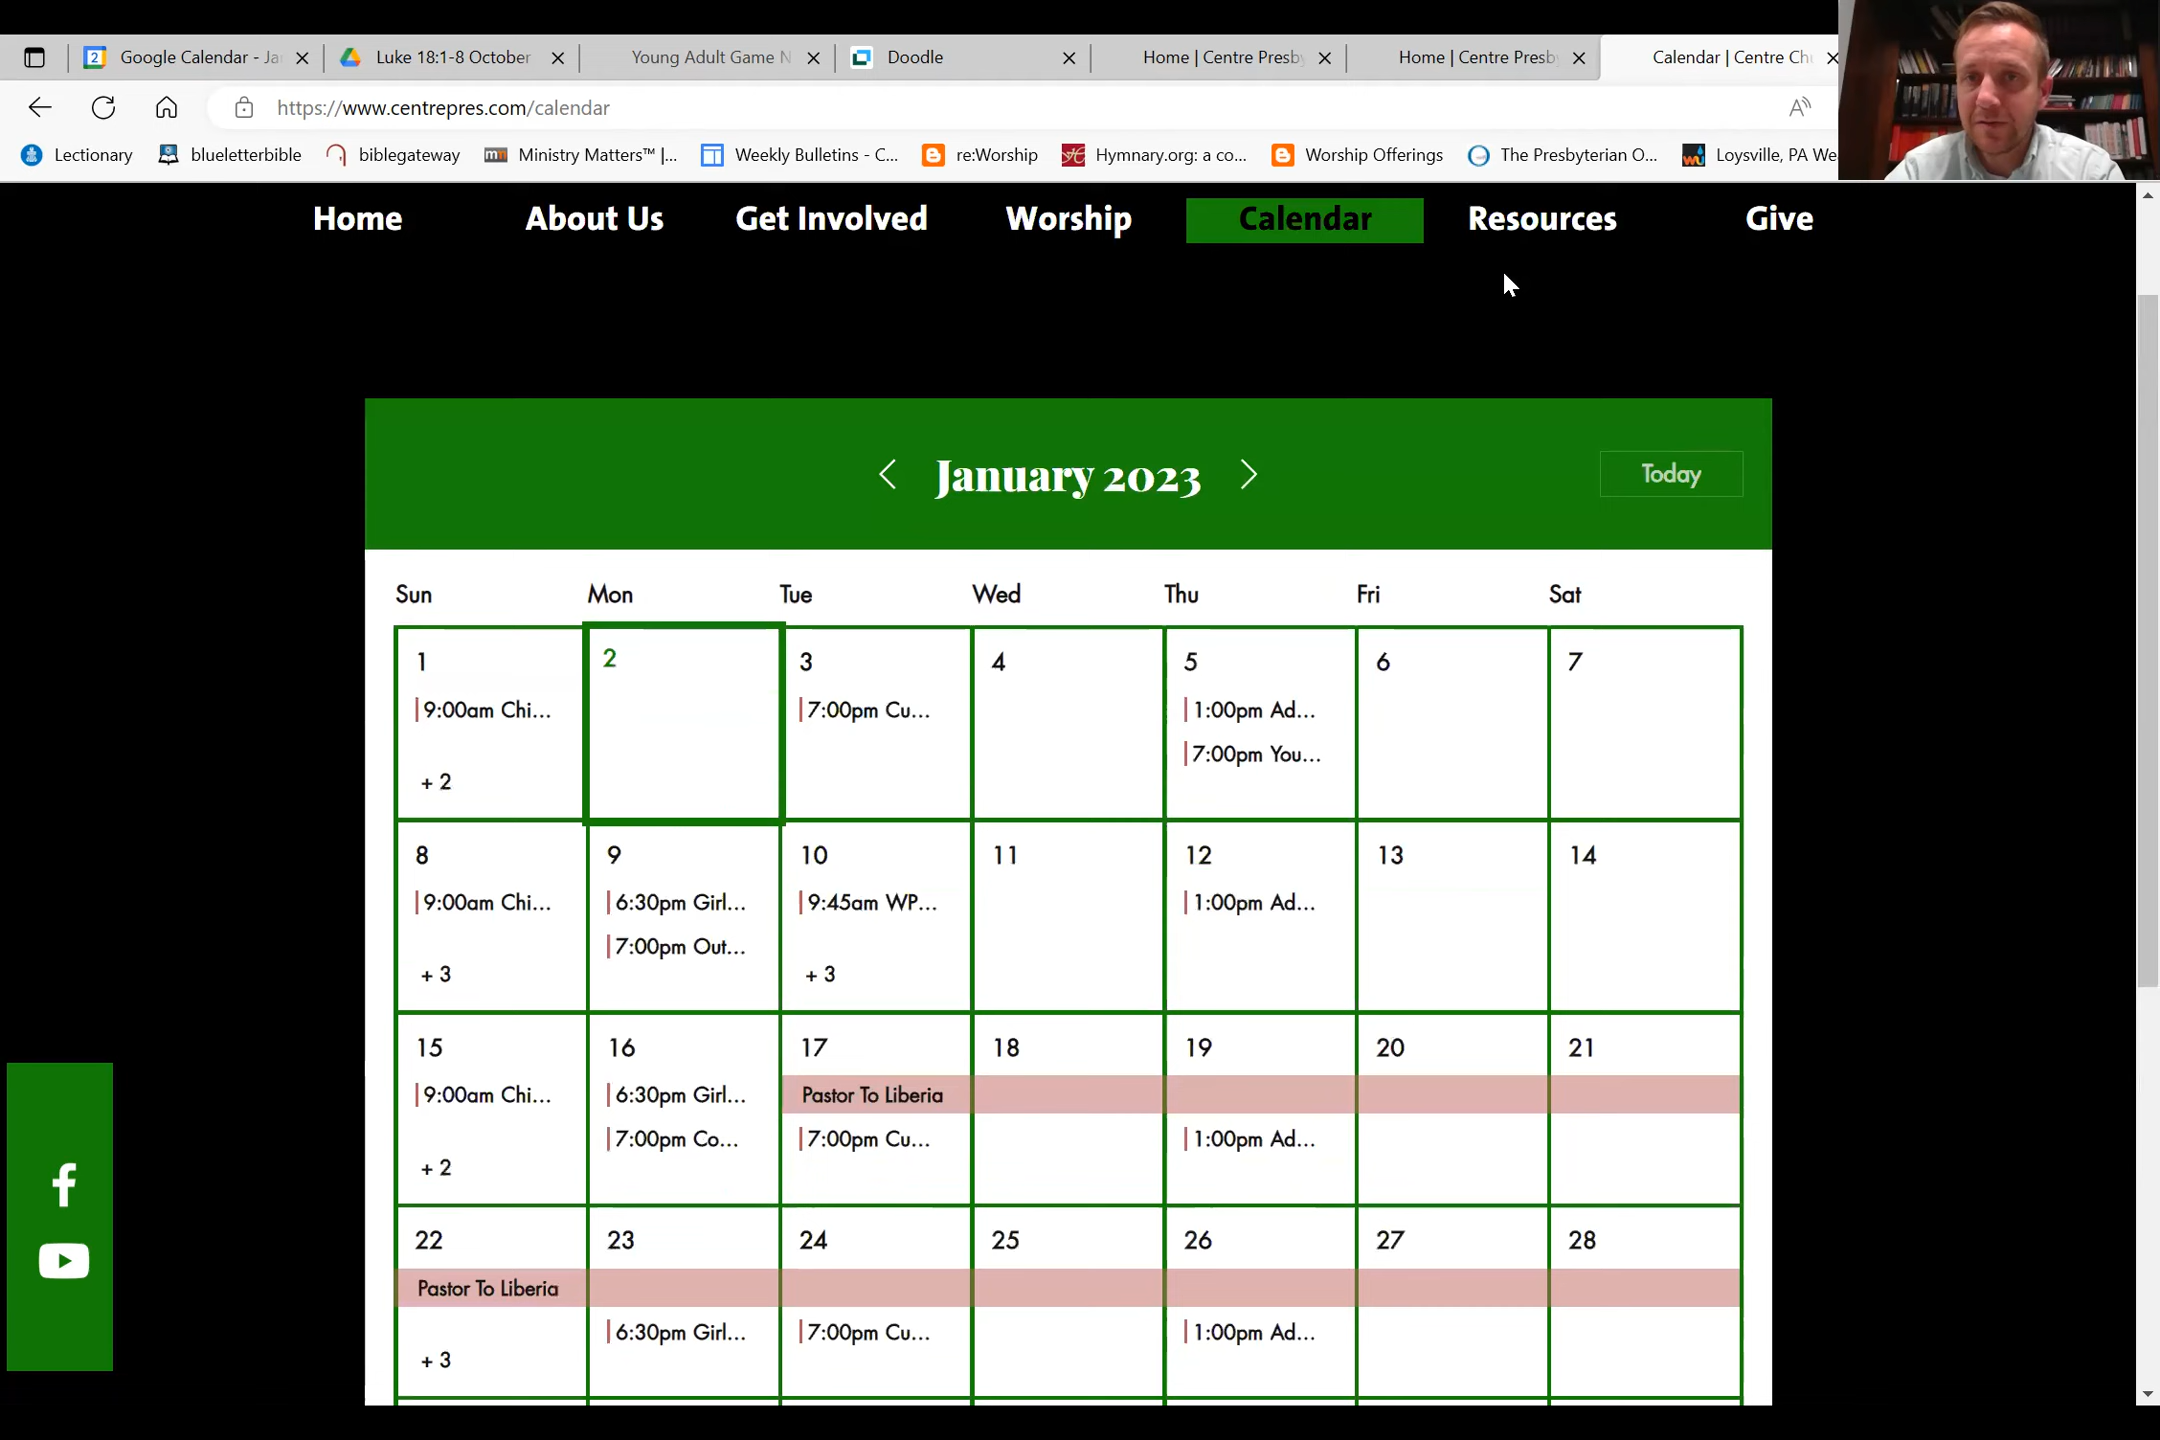 Google Calendar - Ja
Luke 18:1-8 October
Young Adult Game N
Doodle
Home | Centre Presby
Home | Centre Presb
Calendar | Centre Ch
https://www.centrepres.com/calendar
Lectionary
blueletterbible
biblegateway
Ministry Matters™ |...
Weekly Bulletins - C...
re:Worship
Hymnary.org: a co...
Worship Offerings
The Presbyterian O...
Loysville, PA We
Home
About Us
Get Involved
Worship
Calendar
Resources
Give
January 2023
Today
Sun Mon Tue Wed Thu Fri Sat
1 2 3 4 5 6 7
9:00am Chi... 7:00pm Cu... 1:00pm Ad...
7:00pm You...
+ 2
8 9 10 11 12 13 14
9:00am Chi... 6:30pm Girl... 9:45am WP... 1:00pm Ad...
7:00pm Out...
+ 3 + 3
15 16 17 18 19 20 21
9:00am Chi... 6:30pm Girl... Pastor To Liberia
7:00pm Co... 7:00pm Cu... 1:00pm Ad...
+ 2
22 23 24 25 26 27 28
Pastor To Liberia
6:30pm Girl... 7:00pm Cu... 1:00pm Ad...
+ 3